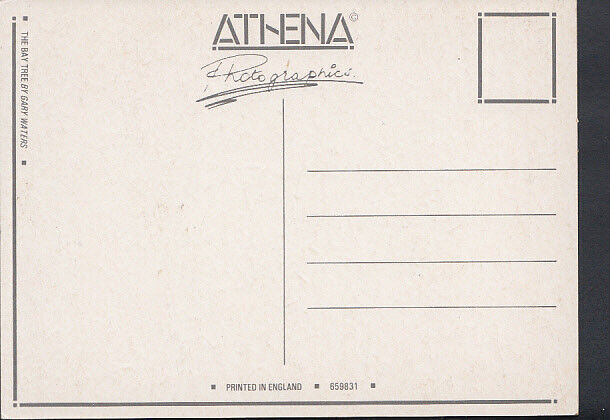 ATHENA©
Photographics.
THE BAY TREE BY GARY WATERS
PRINTED IN ENGLAND ▪ 659831